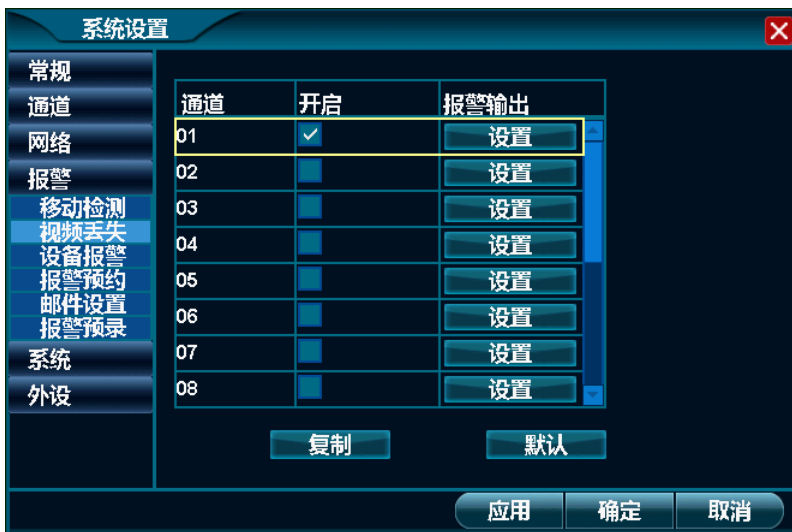 系统设置
常规
通道
网络
报警
移动检测
视频丢失
设备报警
报警预约
邮件设置
报警预录
系统
外设
通道 开启 报警输出
01 设置
02 设置
03 设置
04 设置
05 设置
06 设置
07 设置
08 设置
复制 默认
应用 确定 取消